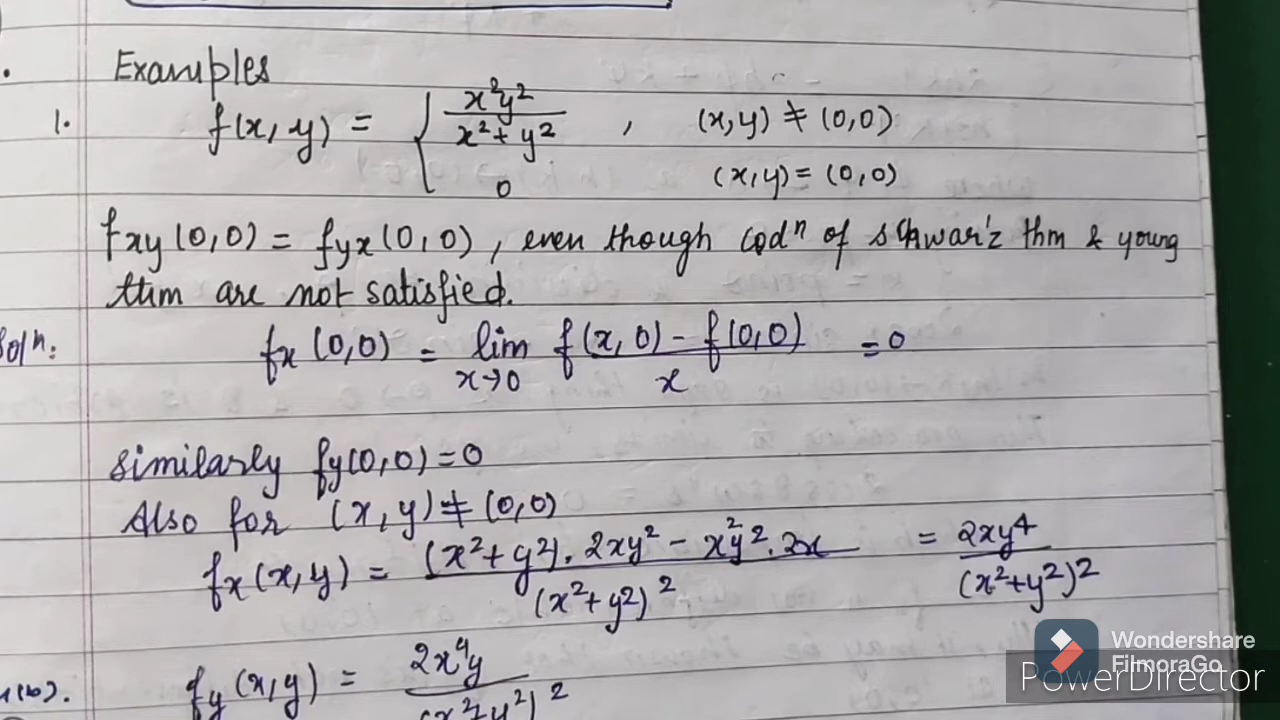 Examples
1. f(x, y) = { x²y² / x² + y² , (x,y) ≠ (0,0)
0 (x,y) = (0,0)
fxy (0,0) = fyx (0,0) , even though codⁿ of schwar'z thm & young
thm are not satisfied.
Solⁿ: fx (0,0) = lim x→0 f(x, 0) - f(0,0) / x = 0
similarly fy(0,0) = 0
Also for (x, y) ≠ (0,0)
fx (x, y) = (x² + y²). 2xy² - x²y². 2x / (x² + y²)² = 2xy⁴ / (x² + y²)²
fy (x, y) = 2x⁴y / (x² + y²)²
Wondershare
FilmoraGo
PowerDirector